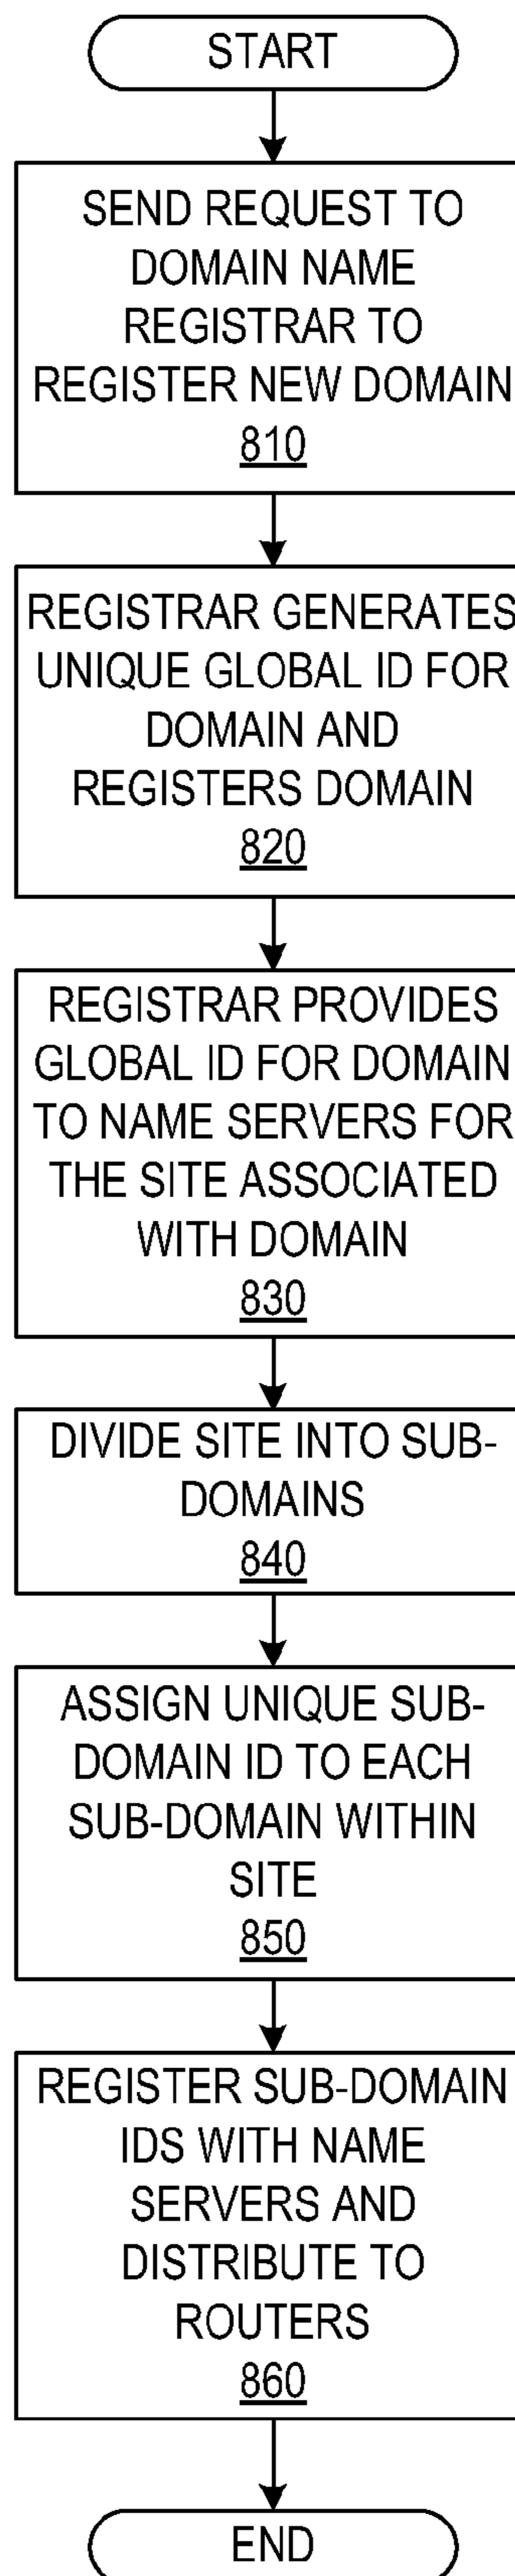 START
SEND REQUEST TO
DOMAIN NAME
REGISTRAR TO
REGISTER NEW DOMAIN
810
REGISTRAR GENERATES
UNIQUE GLOBAL ID FOR
DOMAIN AND
REGISTERS DOMAIN
820
REGISTRAR PROVIDES
GLOBAL ID FOR DOMAIN
TO NAME SERVERS FOR
THE SITE ASSOCIATED
WITH DOMAIN
830
DIVIDE SITE INTO SUB-
DOMAINS
840
ASSIGN UNIQUE SUB-
DOMAIN ID TO EACH
SUB-DOMAIN WITHIN
SITE
850
REGISTER SUB-DOMAIN
IDS WITH NAME
SERVERS AND
DISTRIBUTE TO
ROUTERS
860
END